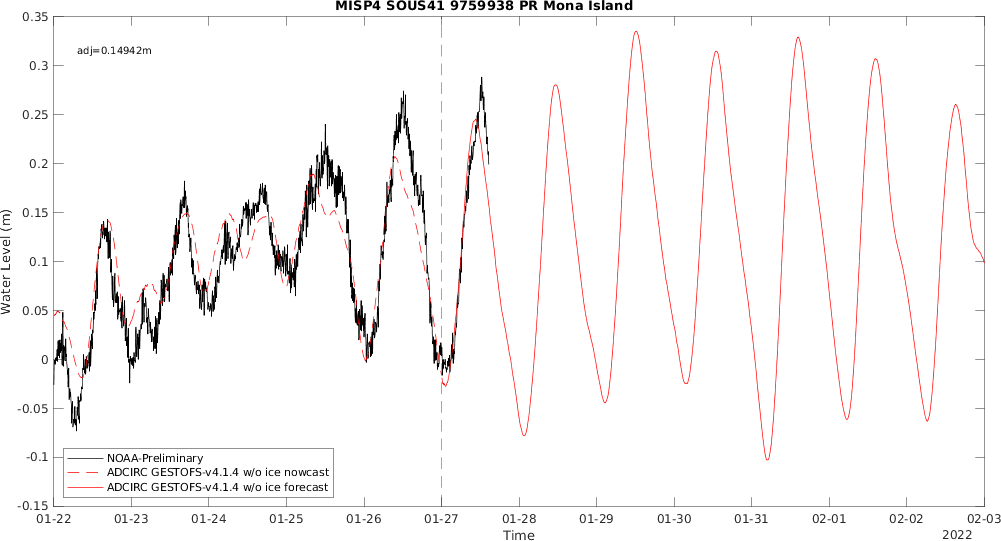 MISP4 SOUS41 9759938 PR Mona Island
adj=0.14942m
Water Level (m)
0.35
0.3
0.25
0.2
0.15
0.1
0.05
0
-0.05
-0.1
-0.15
NOAA-Preliminary
ADCIRC GESTOFS-v4.1.4 w/o ice nowcast
ADCIRC GESTOFS-v4.1.4 w/o ice forecast
01-22 01-23 01-24 01-25 01-26 01-27 01-28 01-29 01-30 01-31 02-01 02-02 02-03
Time
2022